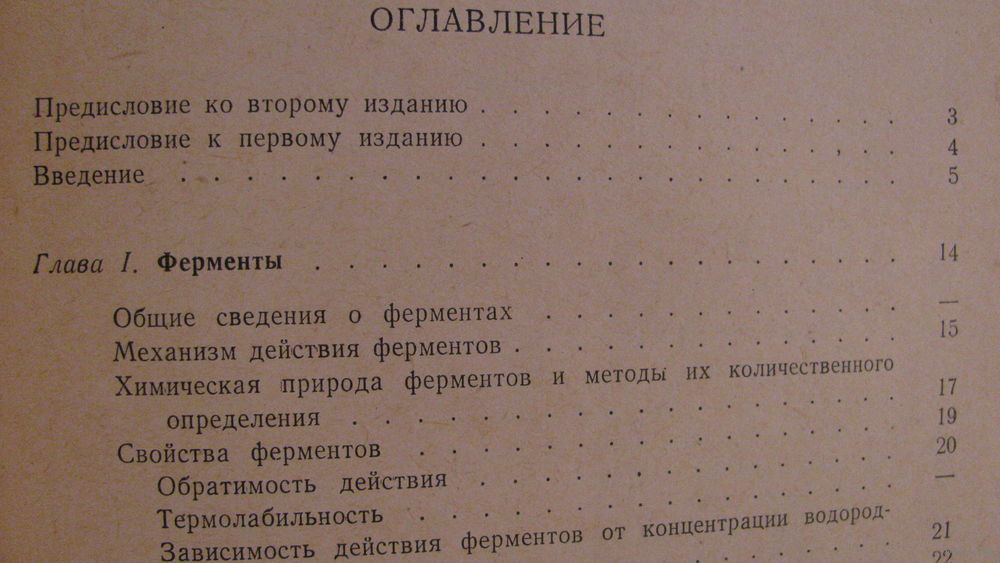 ОГЛАВЛЕНИЕ
Предисловие ко второму изданию . . . . . . . . . . . . . . . . 3
Предисловие к первому изданию . . . . . . . . . . . . . . . . 4
Введение . . . . . . . . . . . . . . . . . . . . . . . 5
Глава I. Ферменты . . . . . . . . . . . . . . . . . . . 14
Общие сведения о ферментах . . . . . . . . . . . . . —
Механизм действия ферментов . . . . . . . . . . . . . . 15
Химическая природа ферментов и методы их количественного
определения . . . . . . . . . . . . . . . . . . 17
Свойства ферментов . . . . . . . . . . . . . . . . 19
Обратимость действия . . . . . . . . . . . . . . 20
Термолабильность . . . . . . . . . . . . . . . . —
Зависимость действия ферментов от концентрации водород-
21
22